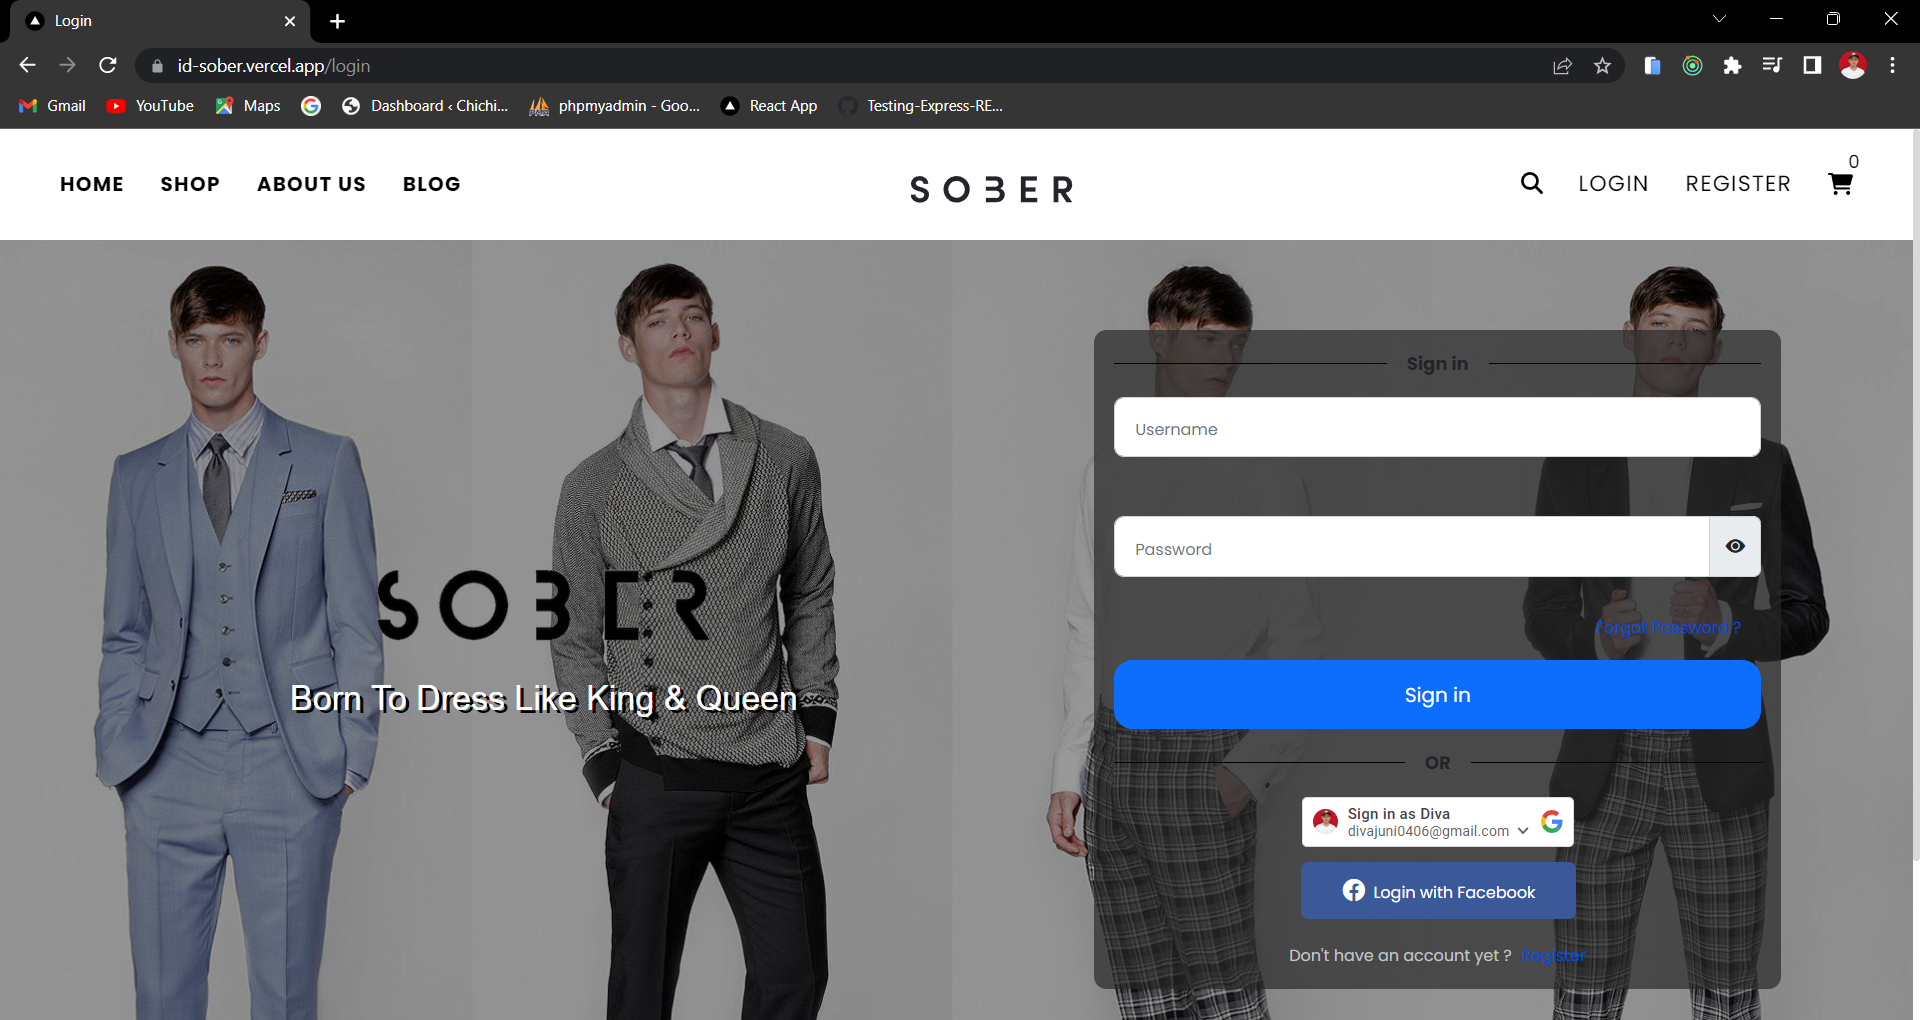 Login
id-sober.vercel.app/login
Gmail YouTube Maps Dashboard ‹ Chichi... phpmyadmin - Goo... React App Testing-Express-RE...
HOME SHOP ABOUT US BLOG
SOBER
LOGIN REGISTER 0
SOBER
Born To Dress Like King & Queen
Sign in
Username
Password
Forgot Password ?
Sign in
OR
Sign in as Diva
divajuni0406@gmail.com
Login with Facebook
Don't have an account yet ? Register